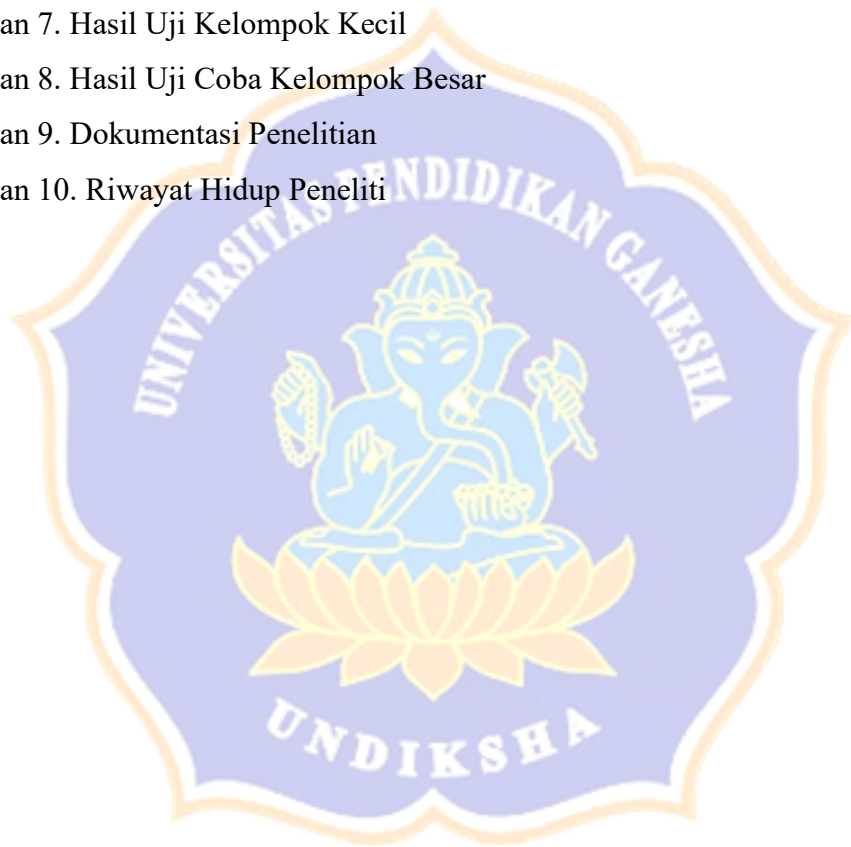 an 7. Hasil Uji Kelompok Kecil
an 8. Hasil Uji Coba Kelompok Besar
an 9. Dokumentasi Penelitian
an 10. Riwayat Hidup Peneliti
UNIVERSITAS PENDIDIKAN GANESHA
UNDIKSHA